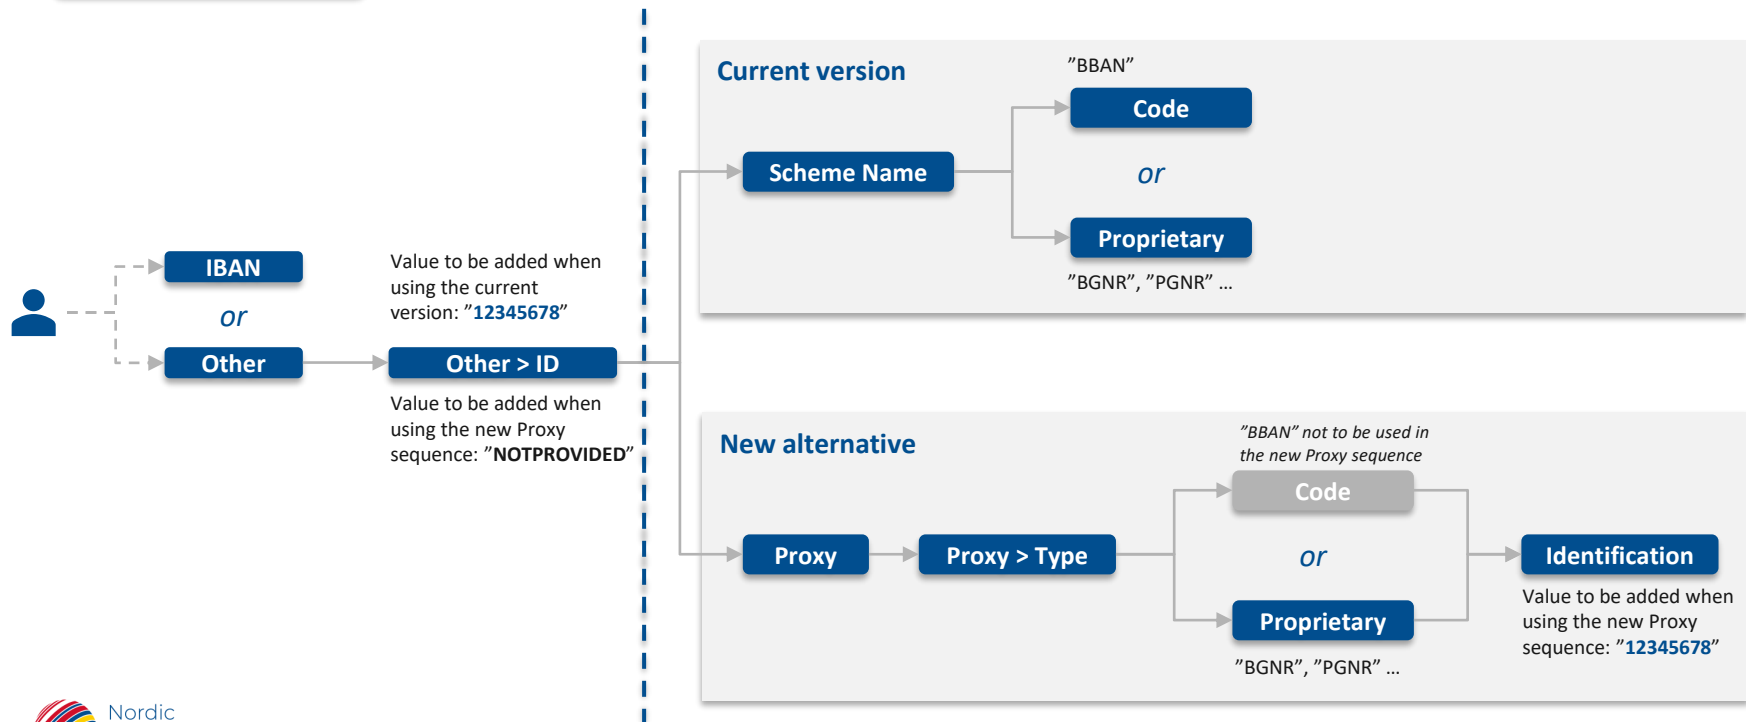 Current version
”BBAN”
Code
Scheme Name
or
Proprietary
”BGNR”, ”PGNR” …
IBAN
or
Other
Value to be added when
using the current
version: ”12345678”
Other > ID
Value to be added when
using the new Proxy
sequence: ”NOTPROVIDED”
New alternative
”BBAN” not to be used in
the new Proxy sequence
Code
Proxy
Proxy > Type
or
Identification
Proprietary
”BGNR”, ”PGNR” …
Value to be added when
using the new Proxy
sequence: ”12345678”
Nordic